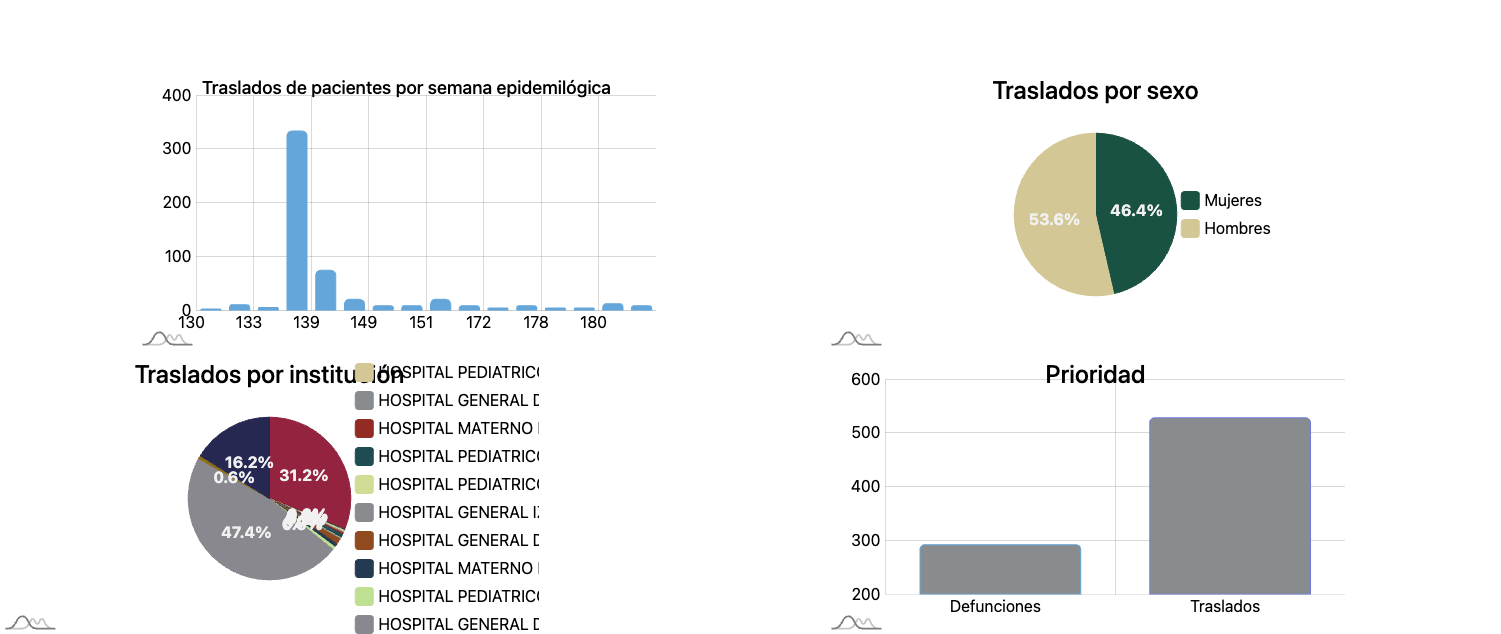 Traslados de pacientes por semana epidemilógica
400
300
200
100
0
130 133 139 149 151 172 178 180
Traslados por sexo
53.6%
46.4%
Mujeres
Hombres
Traslados por institución
16.2%
31.2%
0.6%
47.4%
HOSPITAL PEDIATRICO
HOSPITAL GENERAL D
HOSPITAL MATERNO I
HOSPITAL PEDIATRICO
HOSPITAL PEDIATRICO
HOSPITAL GENERAL IZ
HOSPITAL GENERAL D
HOSPITAL MATERNO I
HOSPITAL PEDIATRICO
HOSPITAL GENERAL D
Prioridad
600
500
400
300
200
Defunciones Traslados